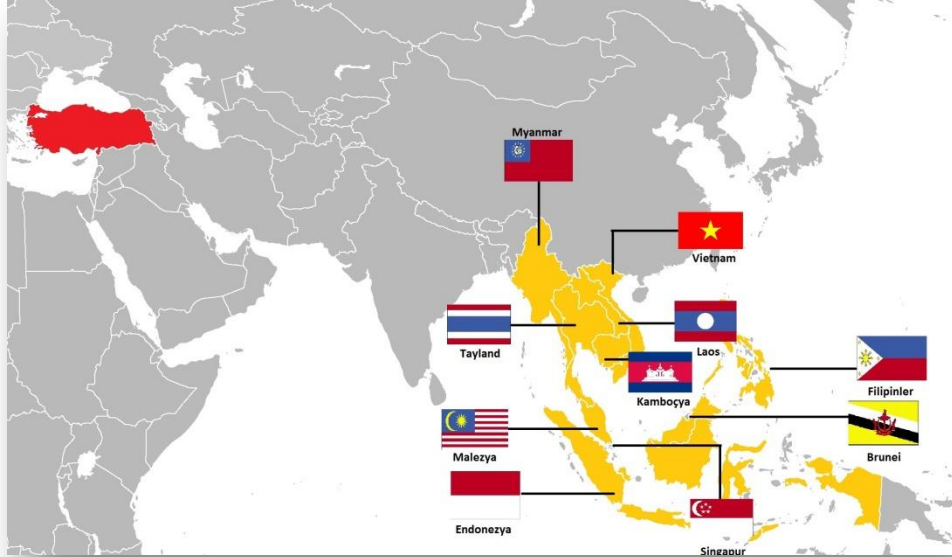 Myanmar
Vietnam
Tayland
Laos
Kamboçya
Filipinler
Malezya
Brunei
Endonezya
Singapur